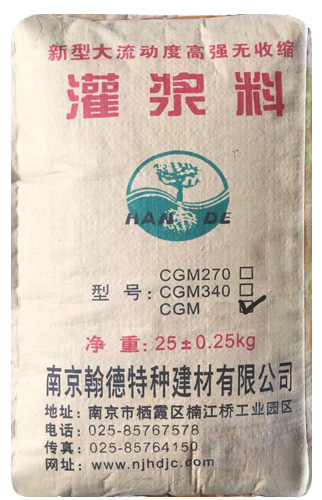 新型大流动度高强无收缩
灌浆料
HAN DE
CGM270
型号:CGM340
CGM
净重:25±0.25kg
南京翰德特种建材有限公司
地址:南京市栖霞区楠江桥工业园区
电话:025-85767578
传真:025-85764150
网址:www.njhdjc.com